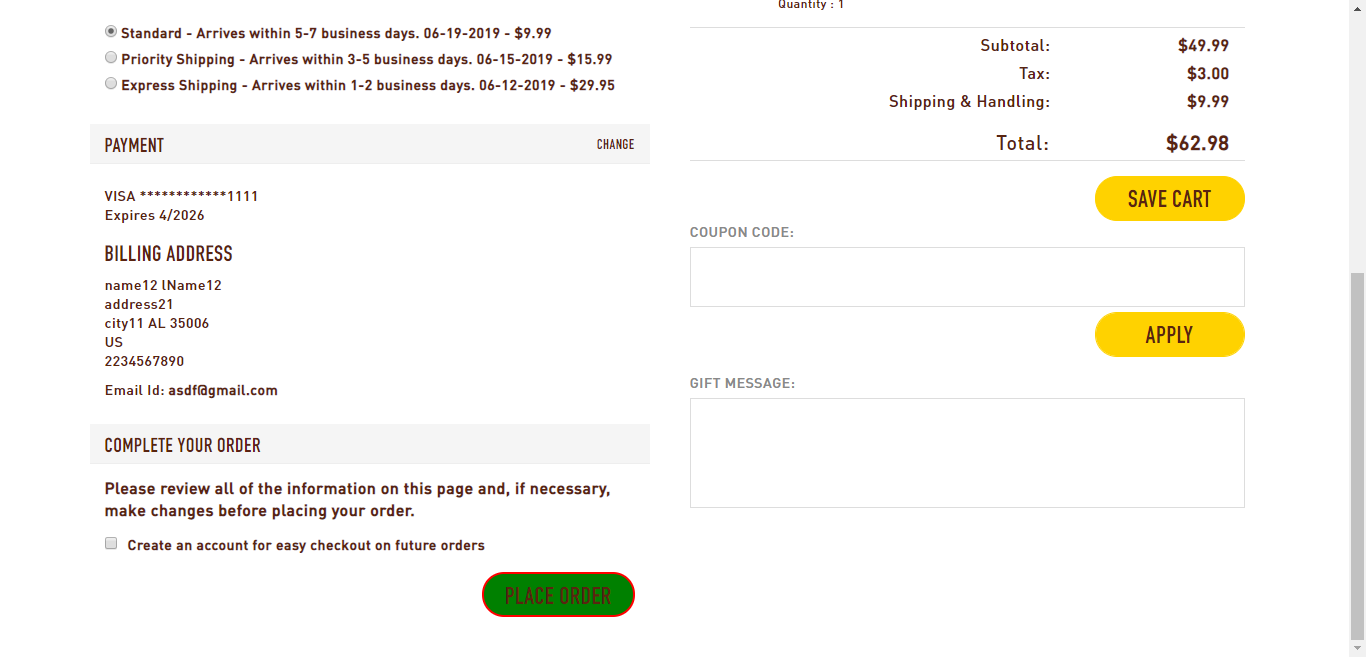 Standard - Arrives within 5-7 business days. 06-19-2019 - $9.99
Priority Shipping - Arrives within 3-5 business days. 06-15-2019 - $15.99
Express Shipping - Arrives within 1-2 business days. 06-12-2019 - $29.95
PAYMENT
CHANGE
VISA ************1111
Expires 4/2026
BILLING ADDRESS
name12 lName12
address21
city11 AL 35006
US
2234567890
Email Id: asdf@gmail.com
COMPLETE YOUR ORDER
Please review all of the information on this page and, if necessary,
make changes before placing your order.
Create an account for easy checkout on future orders
PLACE ORDER
Quantity : 1
Subtotal: $49.99
Tax: $3.00
Shipping & Handling: $9.99
Total: $62.98
SAVE CART
COUPON CODE:
APPLY
GIFT MESSAGE: